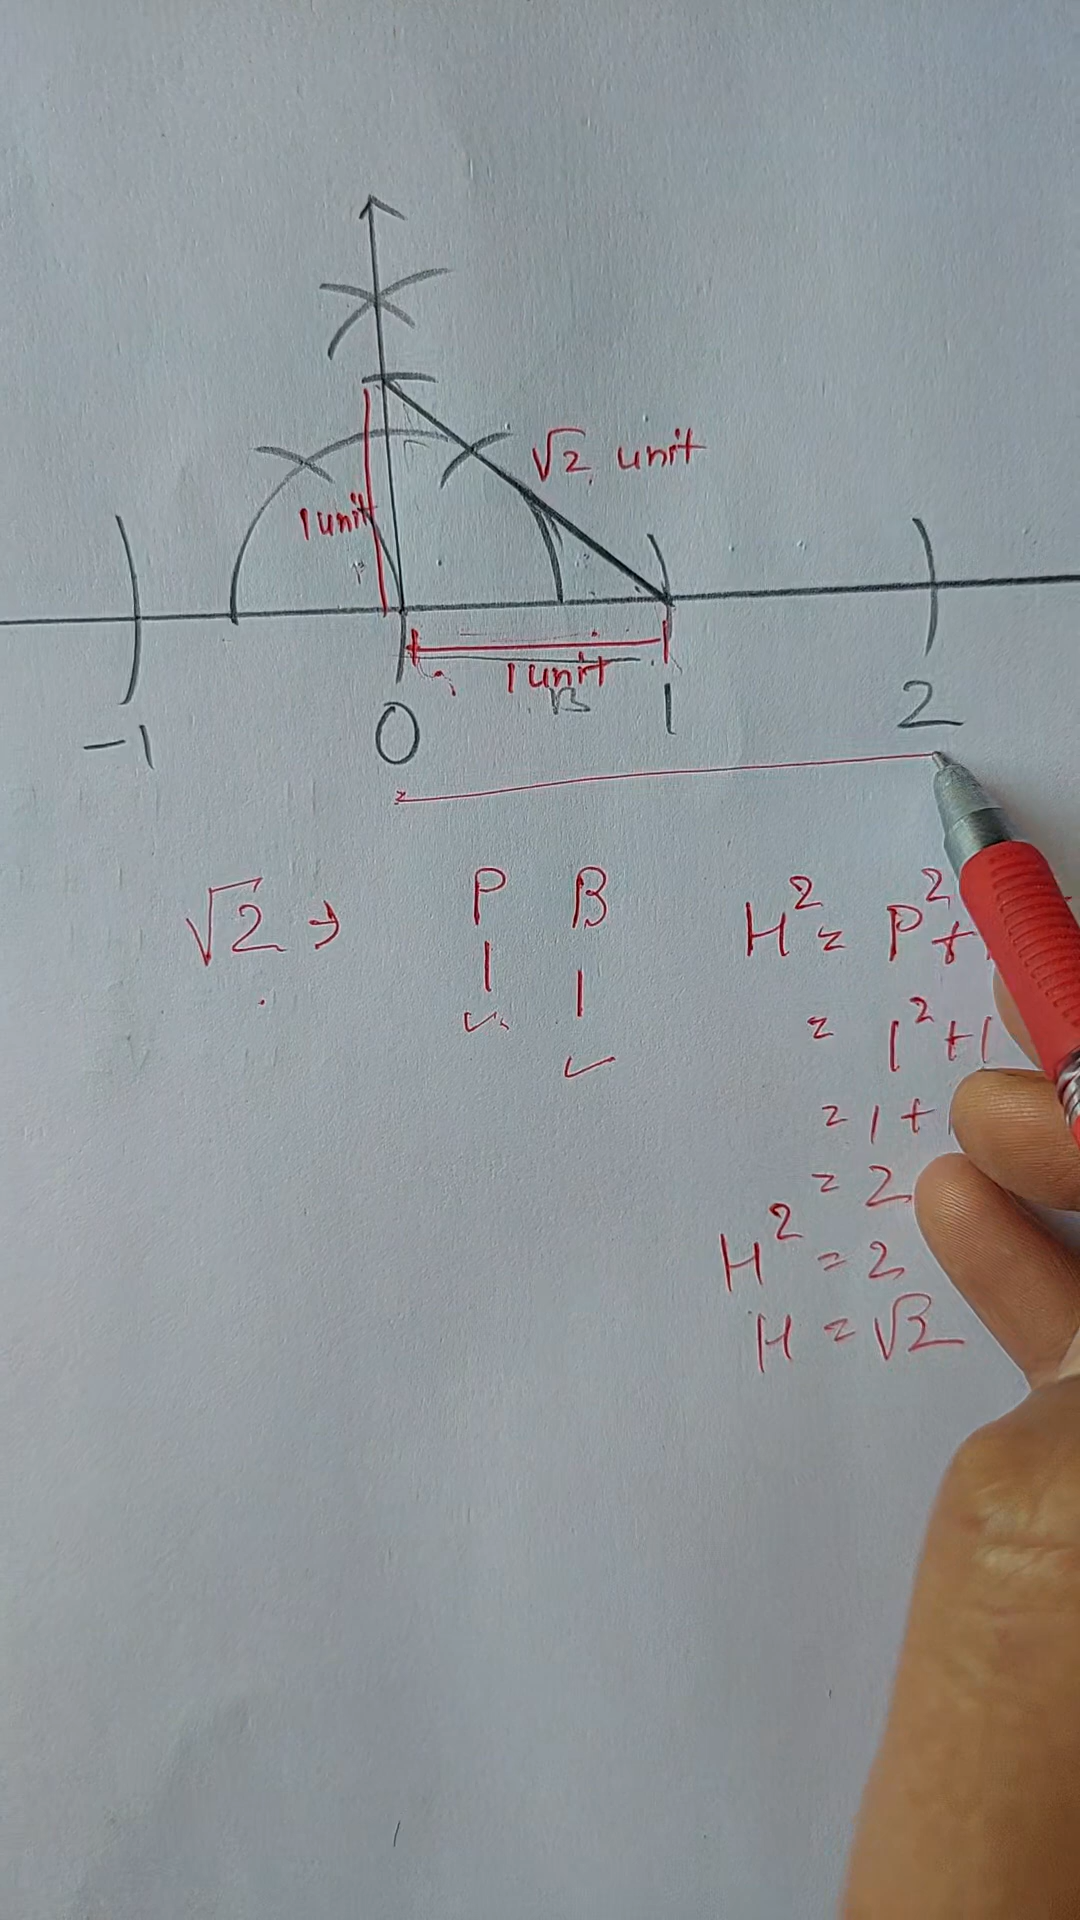 √2 unit
1 unit
1 unit
B
-1 0 1 2
√2 → P B H² = P² +
1 1 = 1² + 1
= 1 + 1
= 2
H² = 2
H = √2